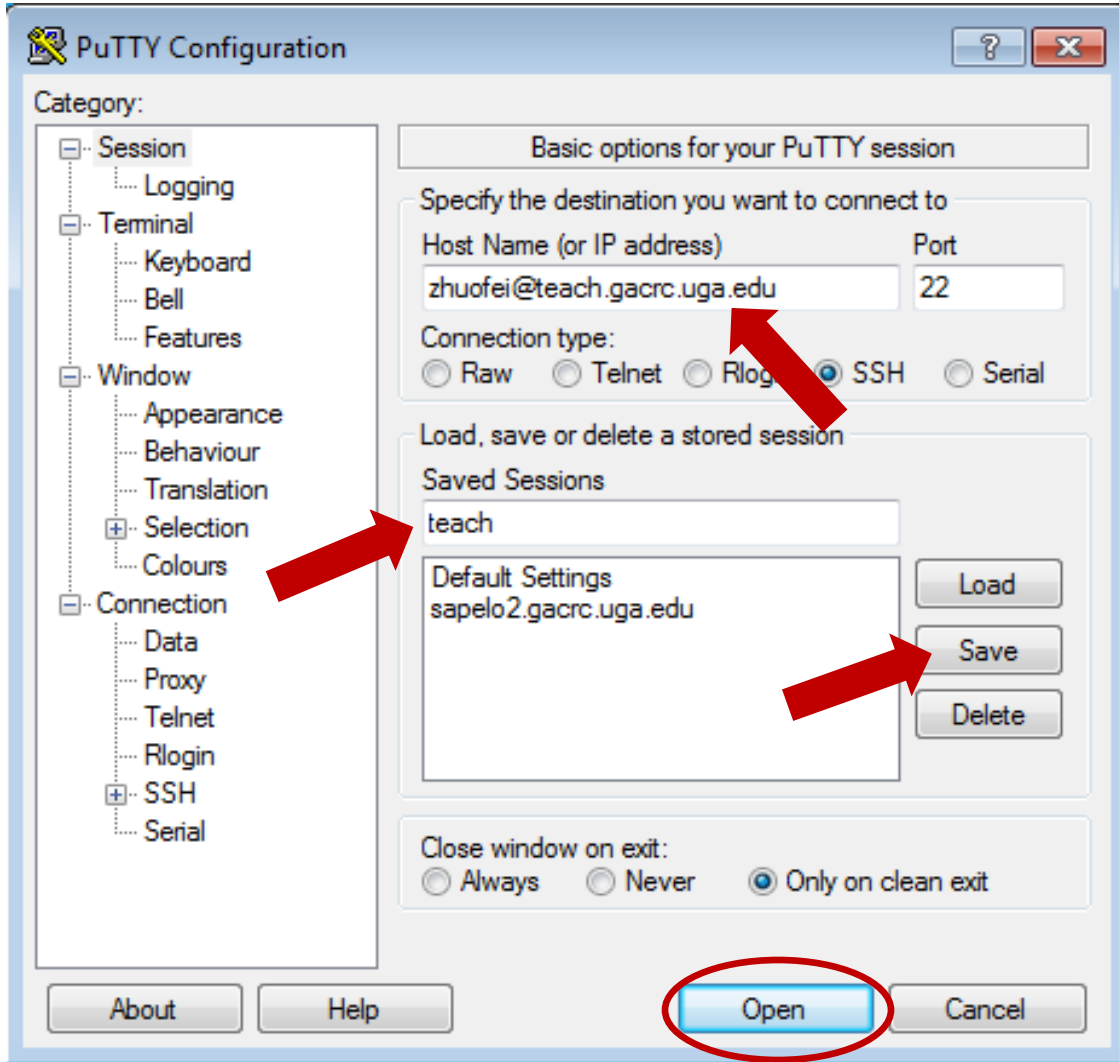 PuTTY Configuration
Category:
Session
Logging
Terminal
Keyboard
Bell
Features
Window
Appearance
Behaviour
Translation
Selection
Colours
Connection
Data
Proxy
Telnet
Rlogin
SSH
Serial
Basic options for your PuTTY session
Specify the destination you want to connect to
Host Name (or IP address) Port
zhuofei@teach.gacrc.uga.edu 22
Connection type:
Raw Telnet Rlogin SSH Serial
Load, save or delete a stored session
Saved Sessions
teach
Default Settings
sapelo2.gacrc.uga.edu
Load
Save
Delete
Close window on exit:
Always Never Only on clean exit
About Help Open Cancel